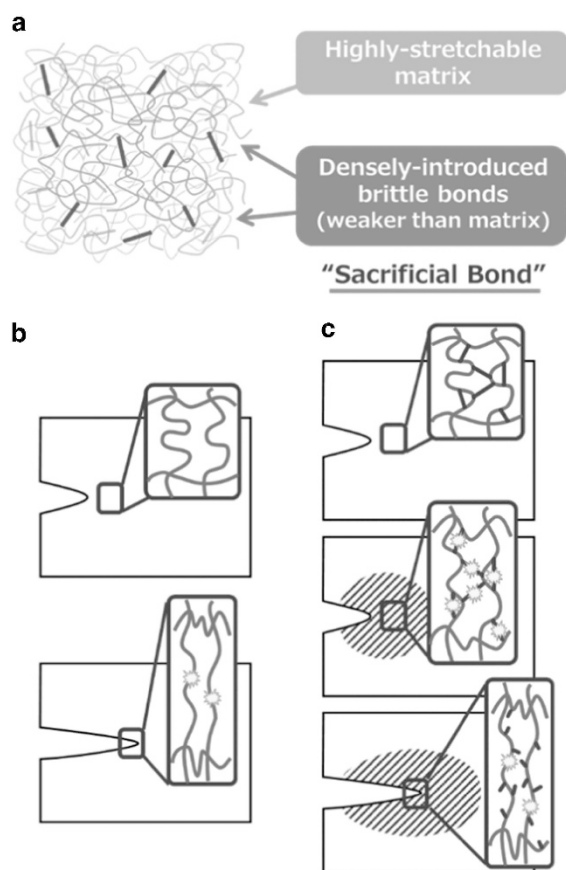 a
Highly-stretchable
matrix
Densely-introduced
brittle bonds
(weaker than matrix)
“Sacrificial Bond”
b
c